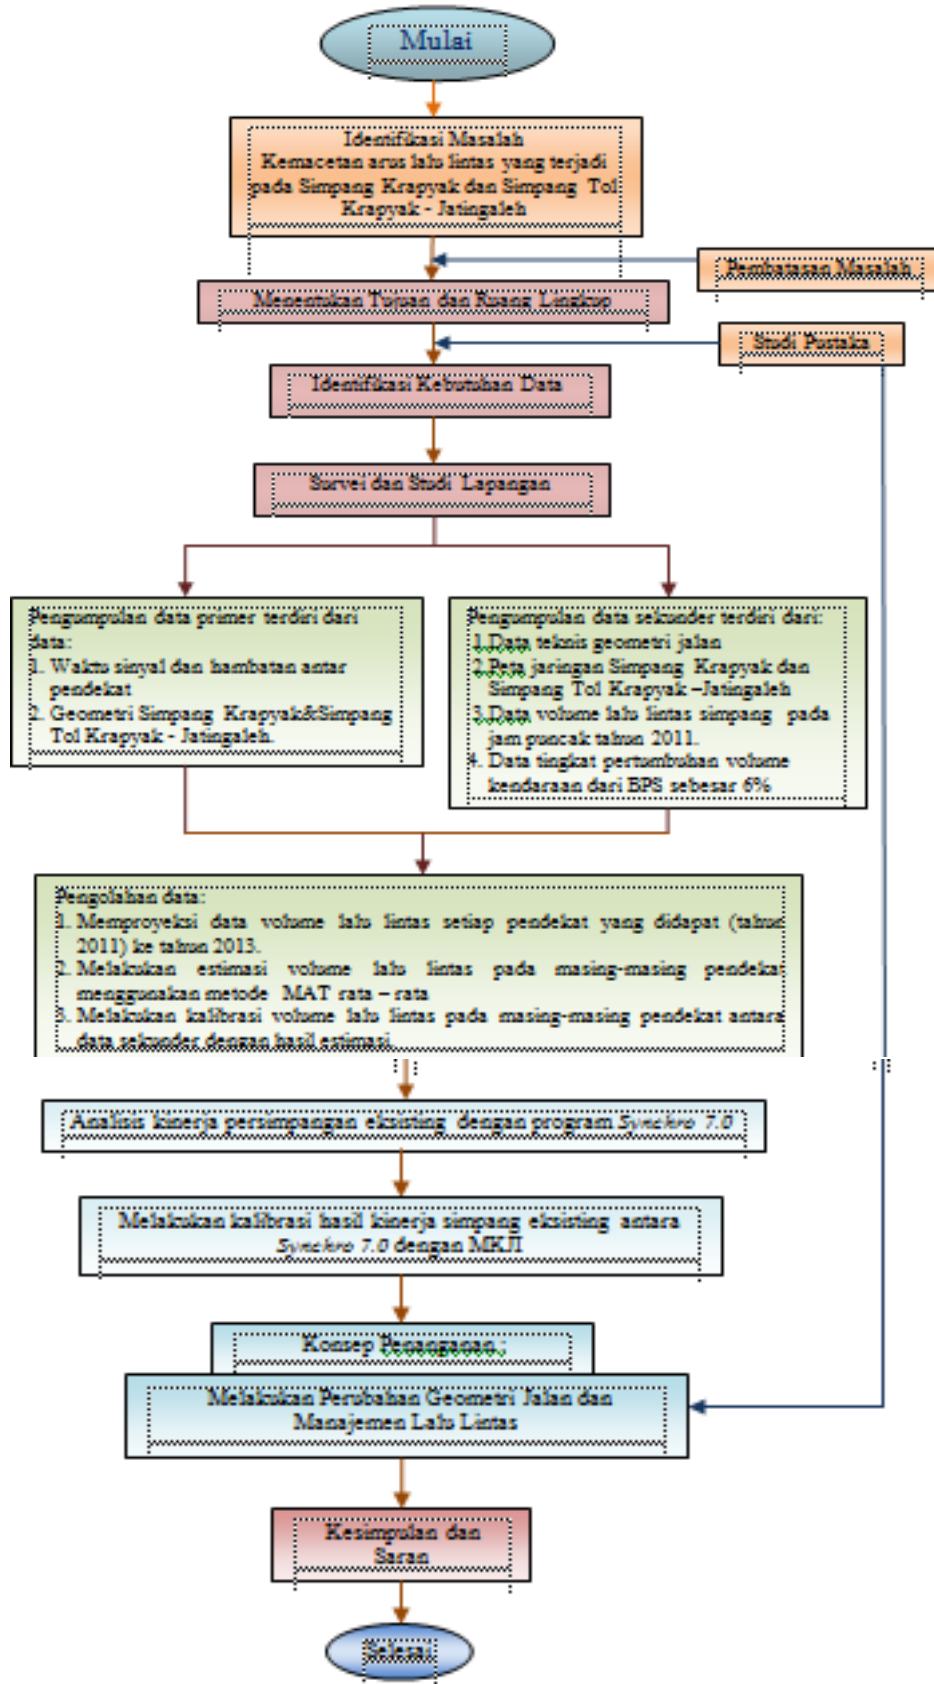 Mulai
Identifikasi Masalah
Kemacetan arus lalu lintas yang terjadi
pada Simpang Krapyak dan Simpang Tol
Krapyak - Jatingaleh
Pembatasan Masalah
Menentukan Tujuan dan Ruang Lingkup
Studi Pustaka
Identifikasi Kebutuhan Data
Survei dan Studi Lapangan
Pengumpulan data primer terdiri dari
data:
1. Waktu sinyal dan hambatan antar
pendekat
2. Geometri Simpang Krapyak&Simpang
Tol Krapyak - Jatingaleh.
Pengumpulan data sekunder terdiri dari:
1.Data teknis geometri jalan
2.Peta jaringan Simpang Krapyak dan
Simpang Tol Krapyak –Jatingaleh
3.Data volume lalu lintas simpang pada
jam puncak tahun 2011.
4. Data tingkat pertumbuhan volume
kendaraan dari BPS sebesar 6%
Pengolahan data:
1. Memproyeksi data volume lalu lintas setiap pendekat yang didapat (tahun
2011) ke tahun 2013.
2. Melakukan estimasi volume lalu lintas pada masing-masing pendekat
menggunakan metode MAT rata – rata
3. Melakukan kalibrasi volume lalu lintas pada masing-masing pendekat antara
data sekunder dengan hasil estimasi.
Analisis kinerja persimpangan eksisting dengan program Synchro 7.0
Melakukan kalibrasi hasil kinerja simpang eksisting antara
Synchro 7.0 dengan MKJI
Konsep Penanganan :
Melakukan Perubahan Geometri Jalan dan
Manajemen Lalu Lintas
Kesimpulan dan
Saran
Selesai